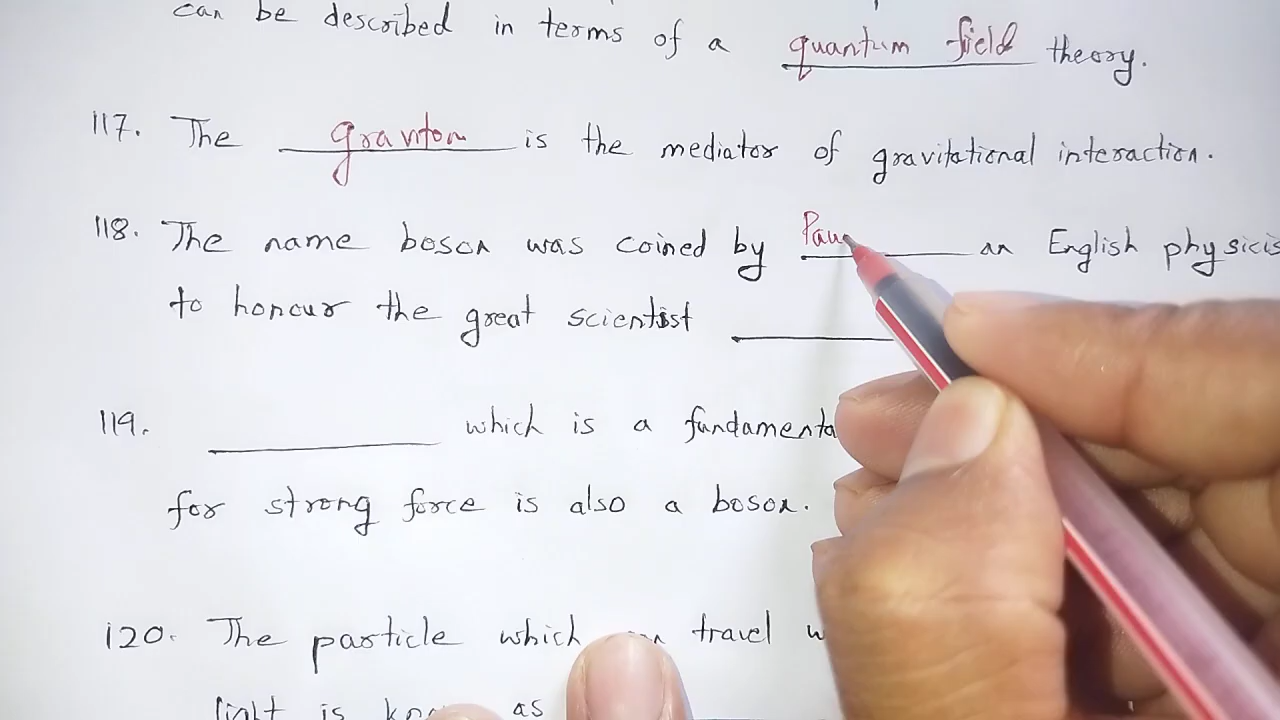 can be described in terms of a quantum field theory.
117. The graviton is the mediator of gravitational interaction.
118. The name boson was coined by Pau an English
to honour the great scientist
119. which is a
for strong force is also a boson.
120. The particle which travel
light is as